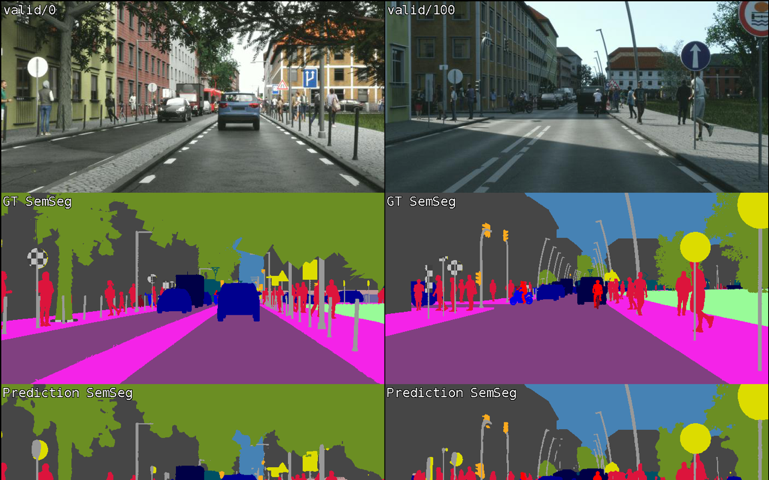 valid/0
valid/100
GT SemSeg
GT SemSeg
Prediction SemSeg
Prediction SemSeg